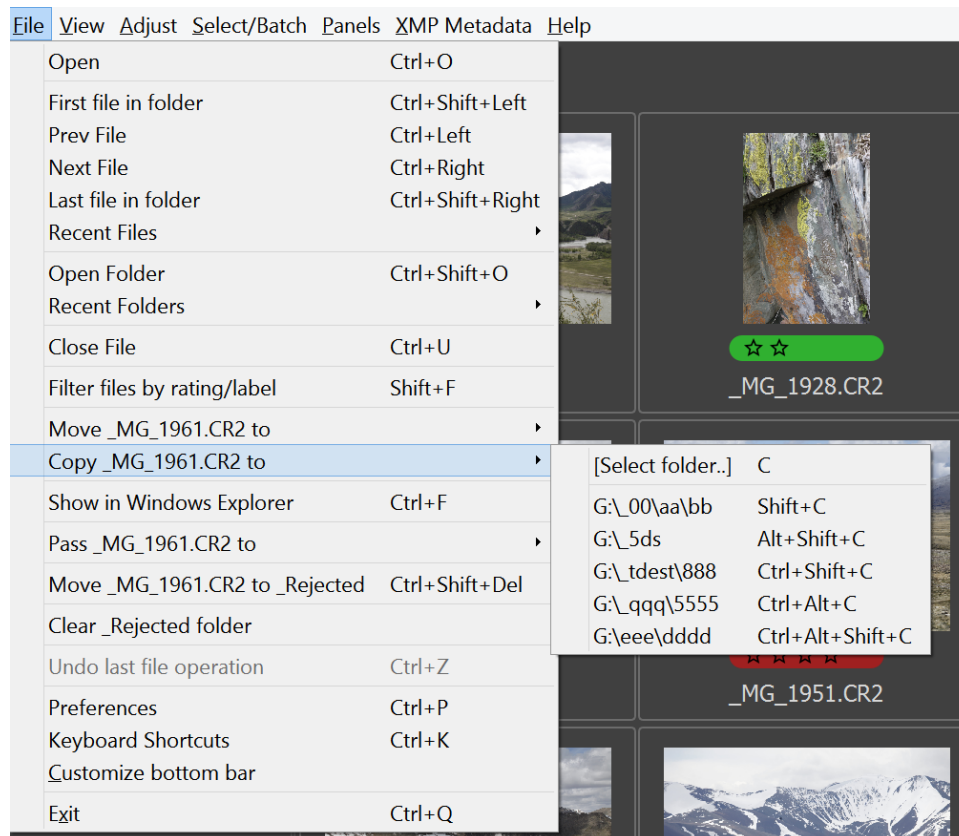 File View Adjust Select/Batch Panels XMP Metadata Help
Open Ctrl+O
First file in folder Ctrl+Shift+Left
Prev File Ctrl+Left
Next File Ctrl+Right
Last file in folder Ctrl+Shift+Right
Recent Files
Open Folder Ctrl+Shift+O
Recent Folders
Close File Ctrl+U
Filter files by rating/label Shift+F
Move _MG_1961.CR2 to
Copy _MG_1961.CR2 to
Show in Windows Explorer Ctrl+F
Pass _MG_1961.CR2 to
Move _MG_1961.CR2 to _Rejected Ctrl+Shift+Del
Clear _Rejected folder
Undo last file operation Ctrl+Z
Preferences Ctrl+P
Keyboard Shortcuts Ctrl+K
Customize bottom bar
Exit Ctrl+Q
[Select folder..] C
G:\_00\aa\bb Shift+C
G:\_5ds Alt+Shift+C
G:\_tdest\888 Ctrl+Shift+C
G:\_qqq\5555 Ctrl+Alt+C
G:\eee\dddd Ctrl+Alt+Shift+C
_MG_1928.CR2
_MG_1951.CR2